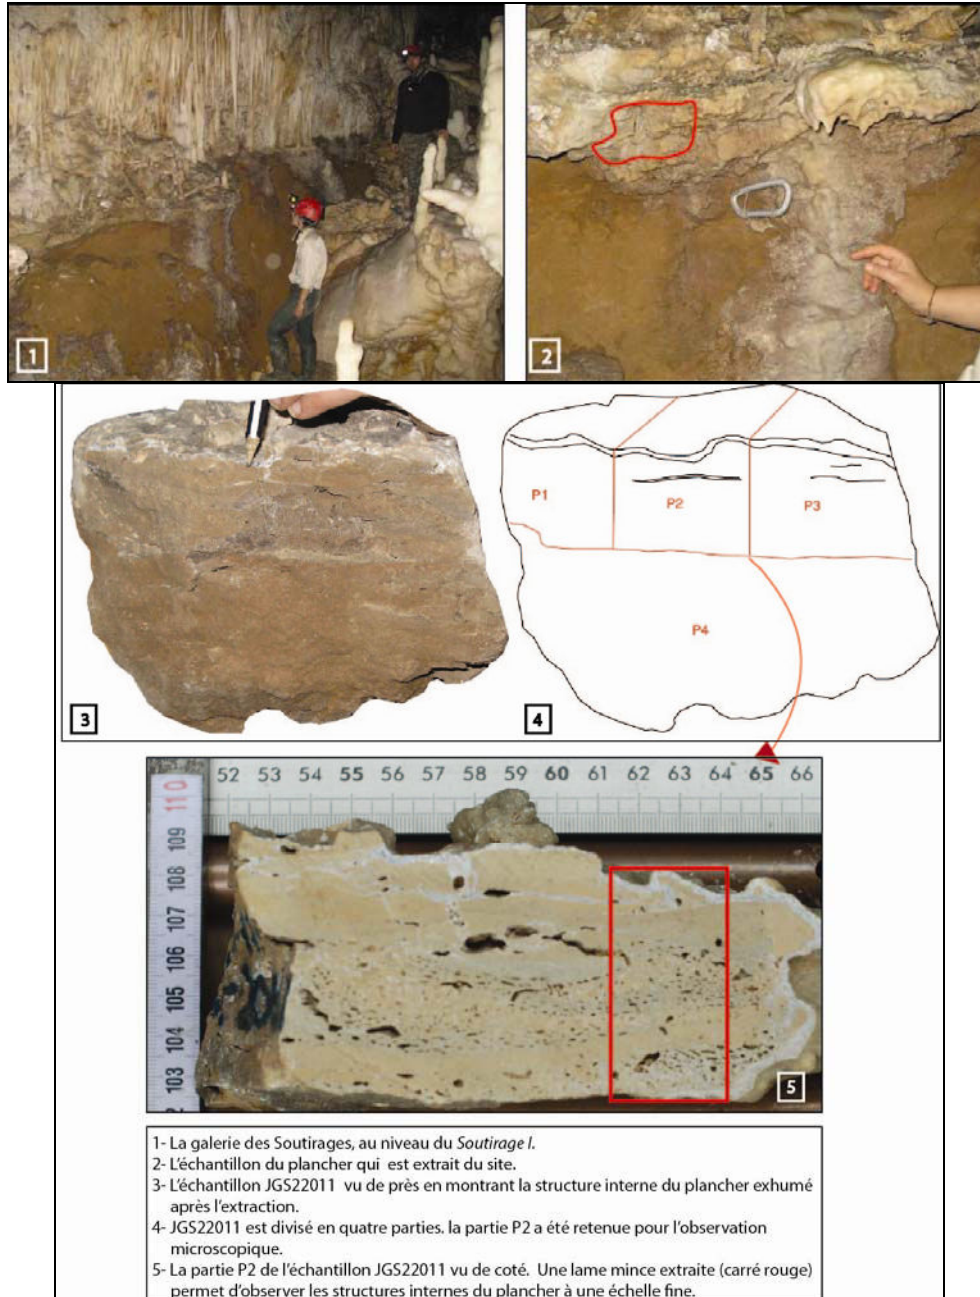 1
2
3
P1
P2
P3
P4
4
52 53 54 55 56 57 58 59 60 61 62 63 64 65 66
110
109
108
107
106
105
104
103
5
1- La galerie des Soutirages, au niveau du Soutirage I.
2- L'échantillon du plancher qui est extrait du site.
3- L'échantillon JGS22011 vu de près en montrant la structure interne du plancher exhumé
après l'extraction.
4- JGS22011 est divisé en quatre parties. la partie P2 a été retenue pour l'observation
microscopique.
5- La partie P2 de l'échantillon JGS22011 vu de coté. Une lame mince extraite (carré rouge)
permet d'observer les structures internes du plancher à une échelle fine.